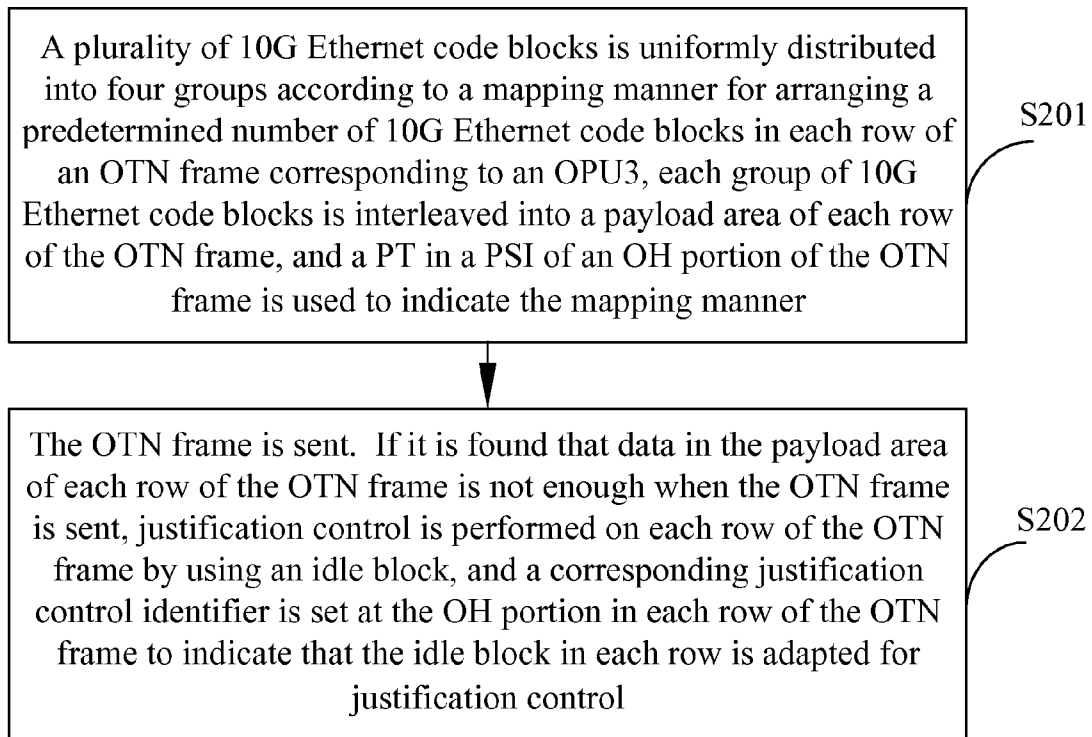 A plurality of 10G Ethernet code blocks is uniformly distributed
into four groups according to a mapping manner for arranging a
predetermined number of 10G Ethernet code blocks in each row of
an OTN frame corresponding to an OPU3, each group of 10G
Ethernet code blocks is interleaved into a payload area of each row
of the OTN frame, and a PT in a PSI of an OH portion of the OTN
frame is used to indicate the mapping manner
S201
The OTN frame is sent. If it is found that data in the payload area
of each row of the OTN frame is not enough when the OTN frame
is sent, justification control is performed on each row of the OTN
frame by using an idle block, and a corresponding justification
control identifier is set at the OH portion in each row of the OTN
frame to indicate that the idle block in each row is adapted for
justification control
S202